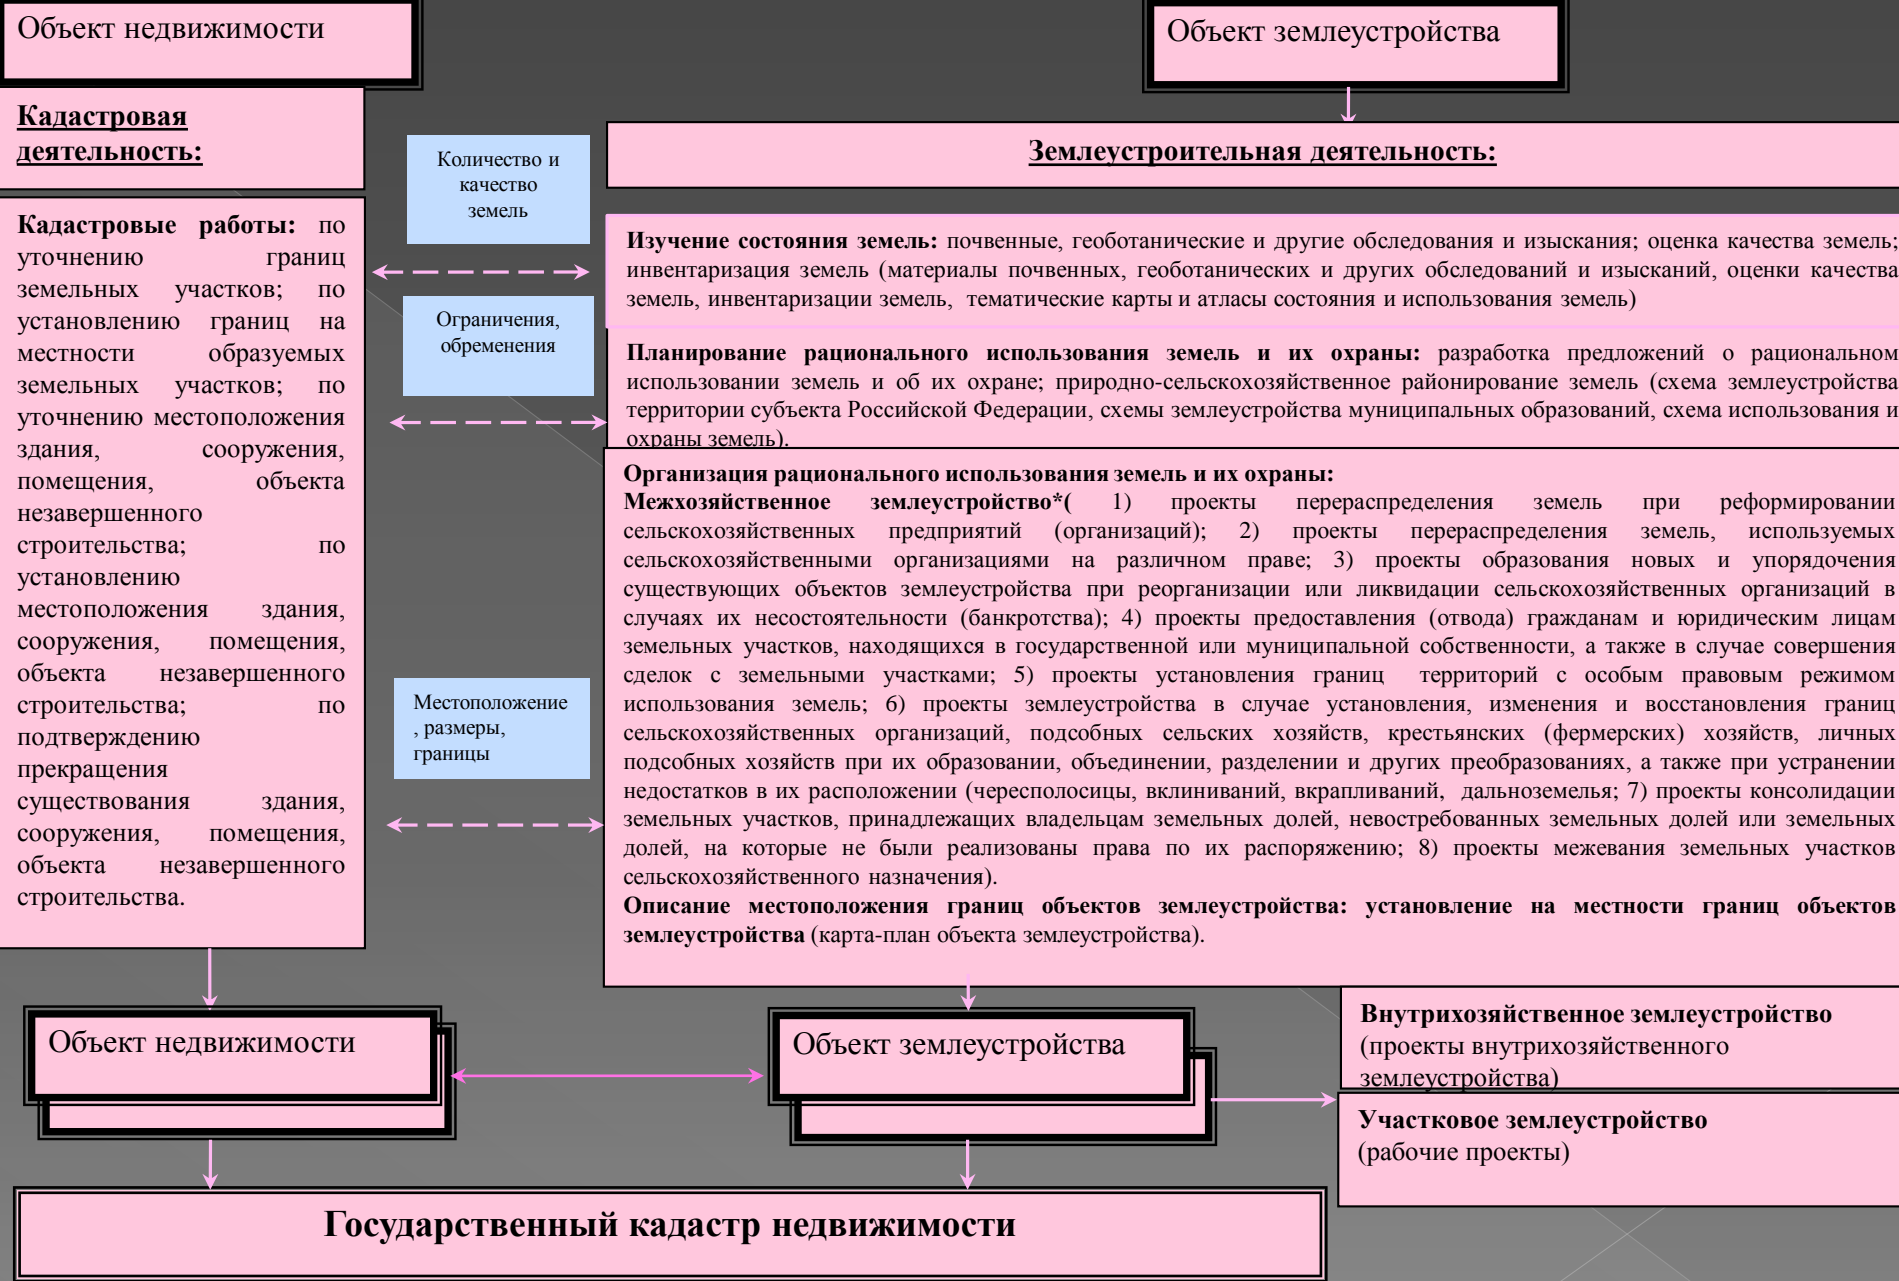 Объект недвижимости
Объект землеустройства
Кадастровая
деятельность:
Кадастровые работы: по
уточнению границ
земельных участков; по
установлению границ на
местности образуемых
земельных участков; по
уточнению местоположения
здания, сооружения,
помещения, объекта
незавершенного
строительства; по
установлению
местоположения здания,
сооружения, помещения,
объекта незавершенного
строительства; по
подтверждению
прекращения
существования здания,
сооружения, помещения,
объекта незавершенного
строительства.
Количество и
качество
земель
Ограничения,
обременения
Местоположение
, размеры,
границы
Землеустроительная деятельность:
Изучение состояния земель: почвенные, геоботанические и другие обследования и изыскания; оценка качества земель;
инвентаризация земель (материалы почвенных, геоботанических и других обследований и изысканий, оценки качества
земель, инвентаризации земель, тематические карты и атласы состояния и использования земель)
Планирование рационального использования земель и их охраны: разработка предложений о рациональном
использовании земель и об их охране; природно-сельскохозяйственное районирование земель (схема землеустройства
территории субъекта Российской Федерации, схемы землеустройства муниципальных образований, схема использования и
охраны земель).
Организация рационального использования земель и их охраны:
Межхозяйственное землеустройство*( 1) проекты перераспределения земель при реформировании
сельскохозяйственных предприятий (организаций); 2) проекты перераспределения земель, используемых
сельскохозяйственными организациями на различном праве; 3) проекты образования новых и упорядочения
существующих объектов землеустройства при реорганизации или ликвидации сельскохозяйственных организаций в
случаях их несостоятельности (банкротства); 4) проекты предоставления (отвода) гражданам и юридическим лицам
земельных участков, находящихся в государственной или муниципальной собственности, а также в случае совершения
сделок с земельными участками; 5) проекты установления границ территорий с особым правовым режимом
использования земель; 6) проекты землеустройства в случае установления, изменения и восстановления границ
сельскохозяйственных организаций, подсобных сельских хозяйств, крестьянских (фермерских) хозяйств, личных
подсобных хозяйств при их образовании, объединении, разделении и других преобразованиях, а также при устранении
недостатков в их расположении (чересполосицы, вклиниваний, вкрапливаний, дальноземелья; 7) проекты консолидации
земельных участков, принадлежащих владельцам земельных долей, невостребованных земельных долей или земельных
долей, на которые не были реализованы права по их распоряжению; 8) проекты межевания земельных участков
сельскохозяйственного назначения).
Описание местоположения границ объектов землеустройства: установление на местности границ объектов
землеустройства (карта-план объекта землеустройства).
Объект недвижимости
Объект землеустройства
Внутрихозяйственное землеустройство
(проекты внутрихозяйственного
землеустройства)
Участковое землеустройство
(рабочие проекты)
Государственный кадастр недвижимости